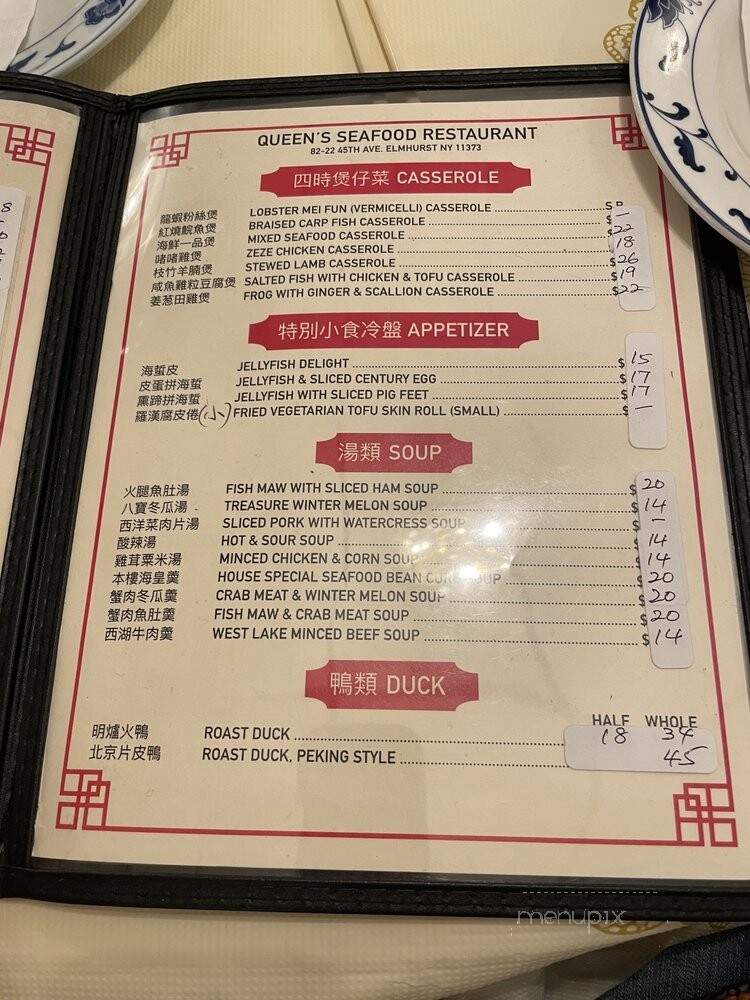 QUEEN'S SEAFOOD RESTAURANT
82-22 45TH AVE. ELMHURST NY 11373
四時煲仔菜 CASSEROLE
龍蝦粉絲煲 LOBSTER MEI FUN (VERMICELLI) CASSEROLE S P
紅燒鯇魚煲 BRAISED CARP FISH CASSEROLE $ —
海鮮一品煲 MIXED SEAFOOD CASSEROLE $22
啫啫雞煲 ZEZE CHICKEN CASSEROLE 18
枝竹羊腩煲 STEWED LAMB CASSEROLE $26
咸魚雞粒豆腐煲 SALTED FISH WITH CHICKEN & TOFU CASSEROLE $19
姜葱田雞煲 FROG WITH GINGER & SCALLION CASSEROLE $22
特別小食冷盤 APPETIZER
海蜇皮 JELLYFISH DELIGHT $ 15
皮蛋拼海蜇 JELLYFISH & SLICED CENTURY EGG $ 17
熏蹄拼海蜇 JELLYFISH WITH SLICED PIG FEET $ 17
羅漢腐皮倦(小) FRIED VEGETARIAN TOFU SKIN ROLL (SMALL) $ —
湯類 SOUP
火腿魚肚湯 FISH MAW WITH SLICED HAM SOUP $ 20
八寶冬瓜湯 TREASURE WINTER MELON SOUP $ 14
西洋菜肉片湯 SLICED PORK WITH WATERCRESS SOUP $ —
酸辣湯 HOT & SOUR SOUP $ 14
雞茸粟米湯 MINCED CHICKEN & CORN SOUP $ 14
本樓海皇羹 HOUSE SPECIAL SEAFOOD BEAN CURD SOUP $ 20
蟹肉冬瓜羹 CRAB MEAT & WINTER MELON SOUP $ 20
蟹肉魚肚羹 FISH MAW & CRAB MEAT SOUP $ 20
西湖牛肉羹 WEST LAKE MINCED BEEF SOUP $ 14
鴨類 DUCK
HALF WHOLE
明爐火鴨 ROAST DUCK 18 34
北京片皮鴨 ROAST DUCK, PEKING STYLE 45
menupix